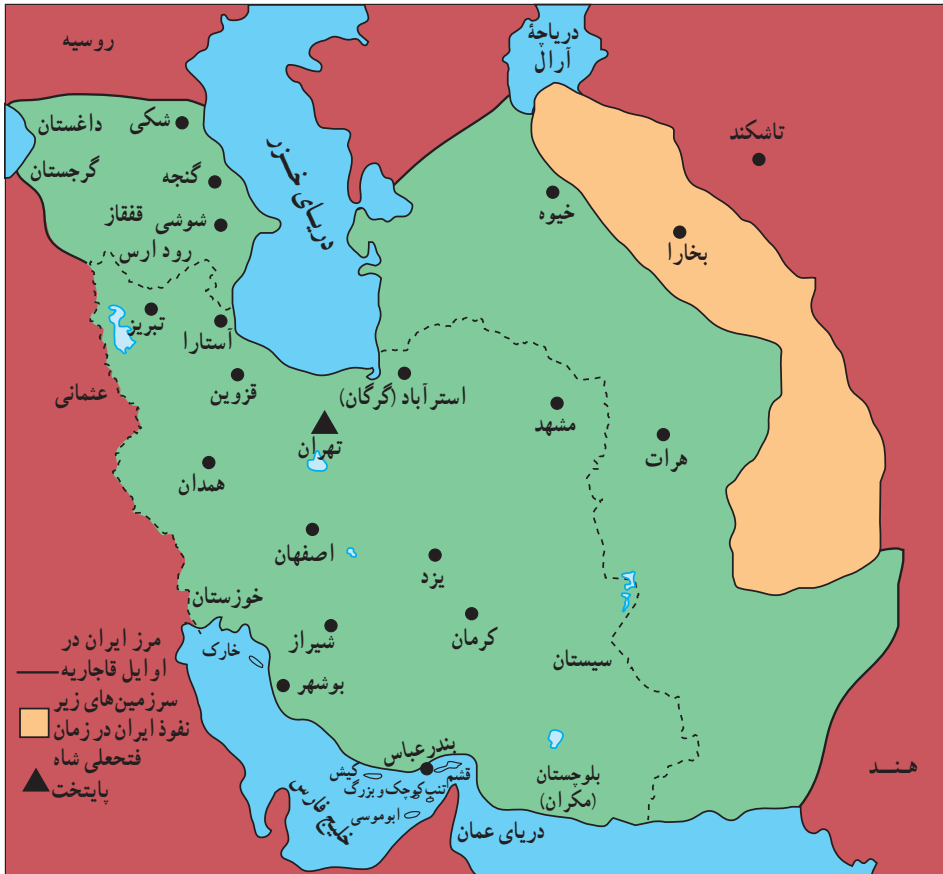 روسیه
دریاچهٔ
آرال
تاشکند
داغستان
شکی
گرجستان
گنجه
قفقاز
شوشی
رود ارس
دریای خزر
خیوه
بخارا
تبریز
آستارا
عثمانی
قزوین
استرآباد (گرگان)
مشهد
تهران
هرات
همدان
اصفهان
یزد
خوزستان
شیراز
کرمان
سیستان
خارک
بوشهر
بندرعباس
قشم
کیش
تنب کوچک و بزرگ
ابوموسی
خلیج فارس
دریای عمان
بلوچستان
(مکران)
هند
مرز ایران در
اوایل قاجاریه
سرزمین‌های زیر
نفوذ ایران در زمان
فتحعلی شاه
پایتخت